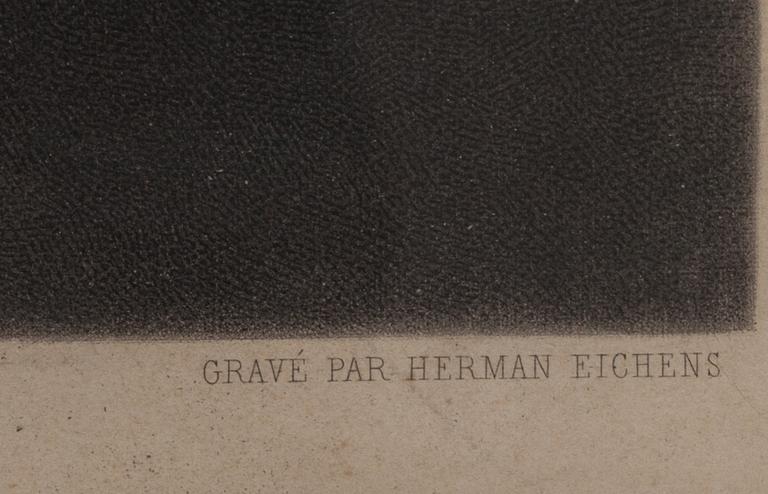 GRAVÉ PAR HERMAN EICHENS